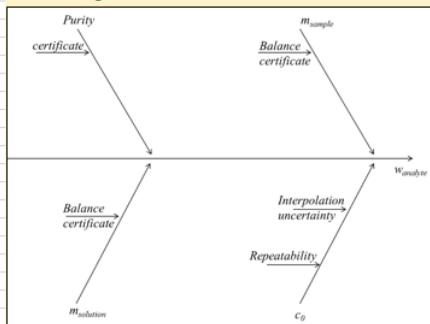 Purity
m_sample
certificate
Balance
certificate
w_analyte
Balance
certificate
Interpolation
uncertainty
Repeatability
m_solution
c_0